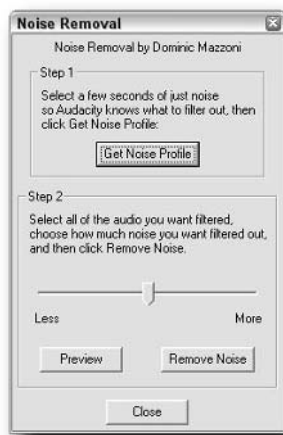 Noise Removal
Noise Removal by Dominic Mazzoni
Step 1
Select a few seconds of just noise
so Audacity knows what to filter out, then
click Get Noise Profile:
Get Noise Profile
Step 2
Select all of the audio you want filtered,
choose how much noise you want filtered out,
and then click Remove Noise.
Less More
Preview Remove Noise
Close